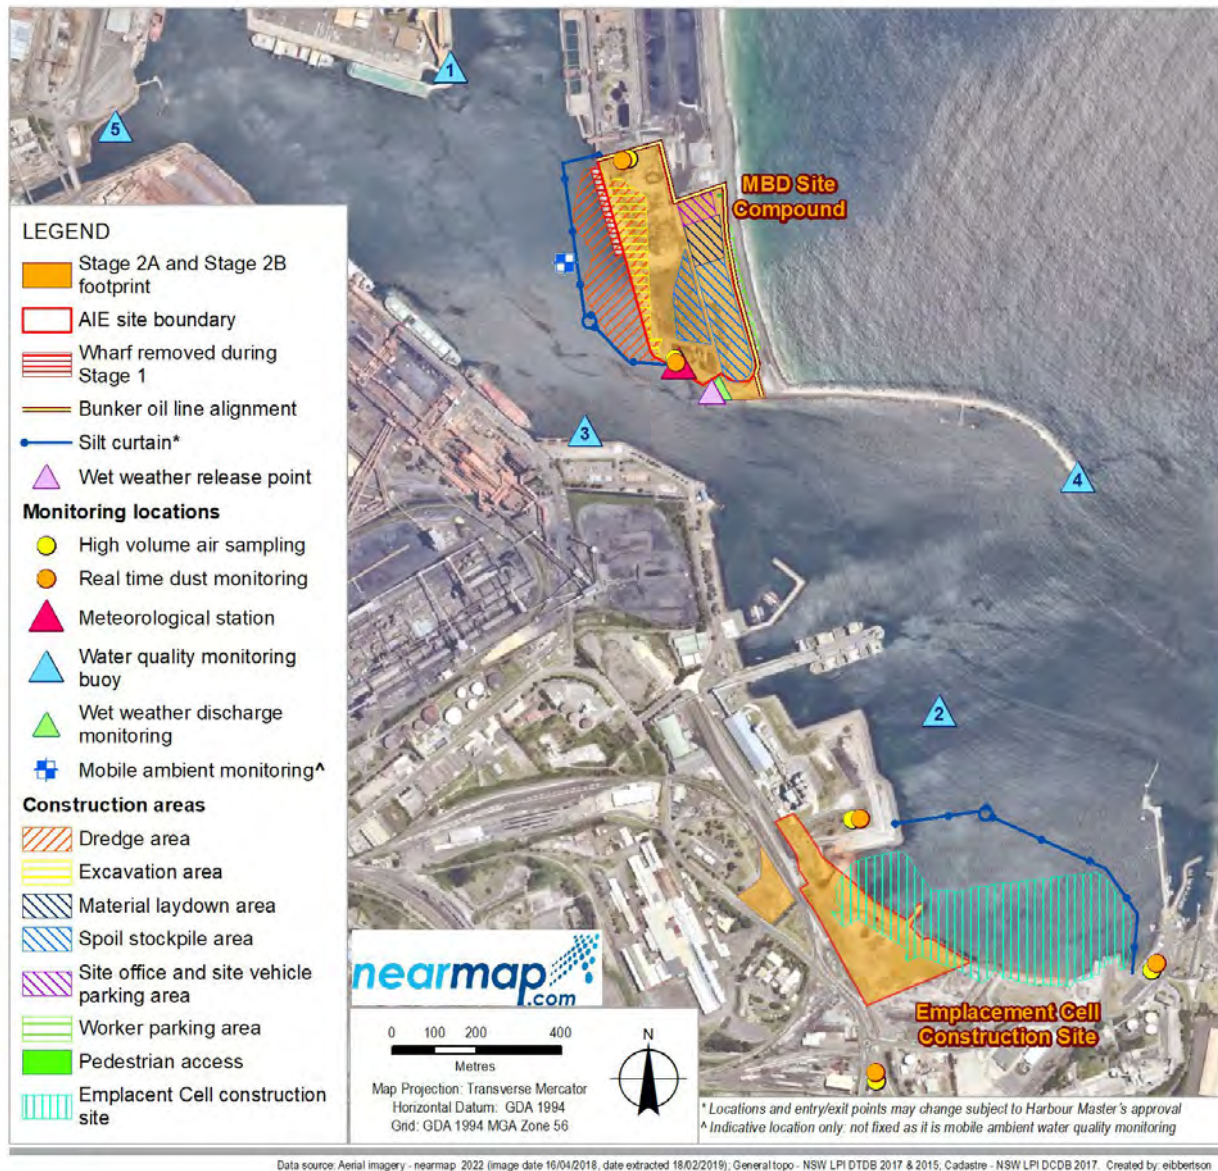 1
5
MBD Site
Compound
LEGEND
Stage 2A and Stage 2B
footprint
AIE site boundary
Wharf removed during
Stage 1
Bunker oil line alignment
Silt curtain*
Wet weather release point
Monitoring locations
High volume air sampling
Real time dust monitoring
Meteorological station
Water quality monitoring
buoy
Wet weather discharge
monitoring
Mobile ambient monitoring^
Construction areas
Dredge area
Excavation area
Material laydown area
Spoil stockpile area
Site office and site vehicle
parking area
Worker parking area
Pedestrian access
Emplacent Cell construction
site
3
4
2
nearmap
.com
Emplacement Cell
Construction Site
0 100 200 400
Metres
Map Projection: Transverse Mercator
Horizontal Datum: GDA 1994
Grid: GDA 1994 MGA Zone 56
N
* Locations and entry/exit points may change subject to Harbour Master's approval
^ Indicative location only: not fixed as it is mobile ambient water quality monitoring
Data source: Aerial imagery - nearmap 2022 (image date 16/04/2018, date extracted 18/02/2019); General topo - NSW LPI DTDB 2017 & 2015; Cadastre - NSW LPI DCDB 2017. Created by: eibbertson